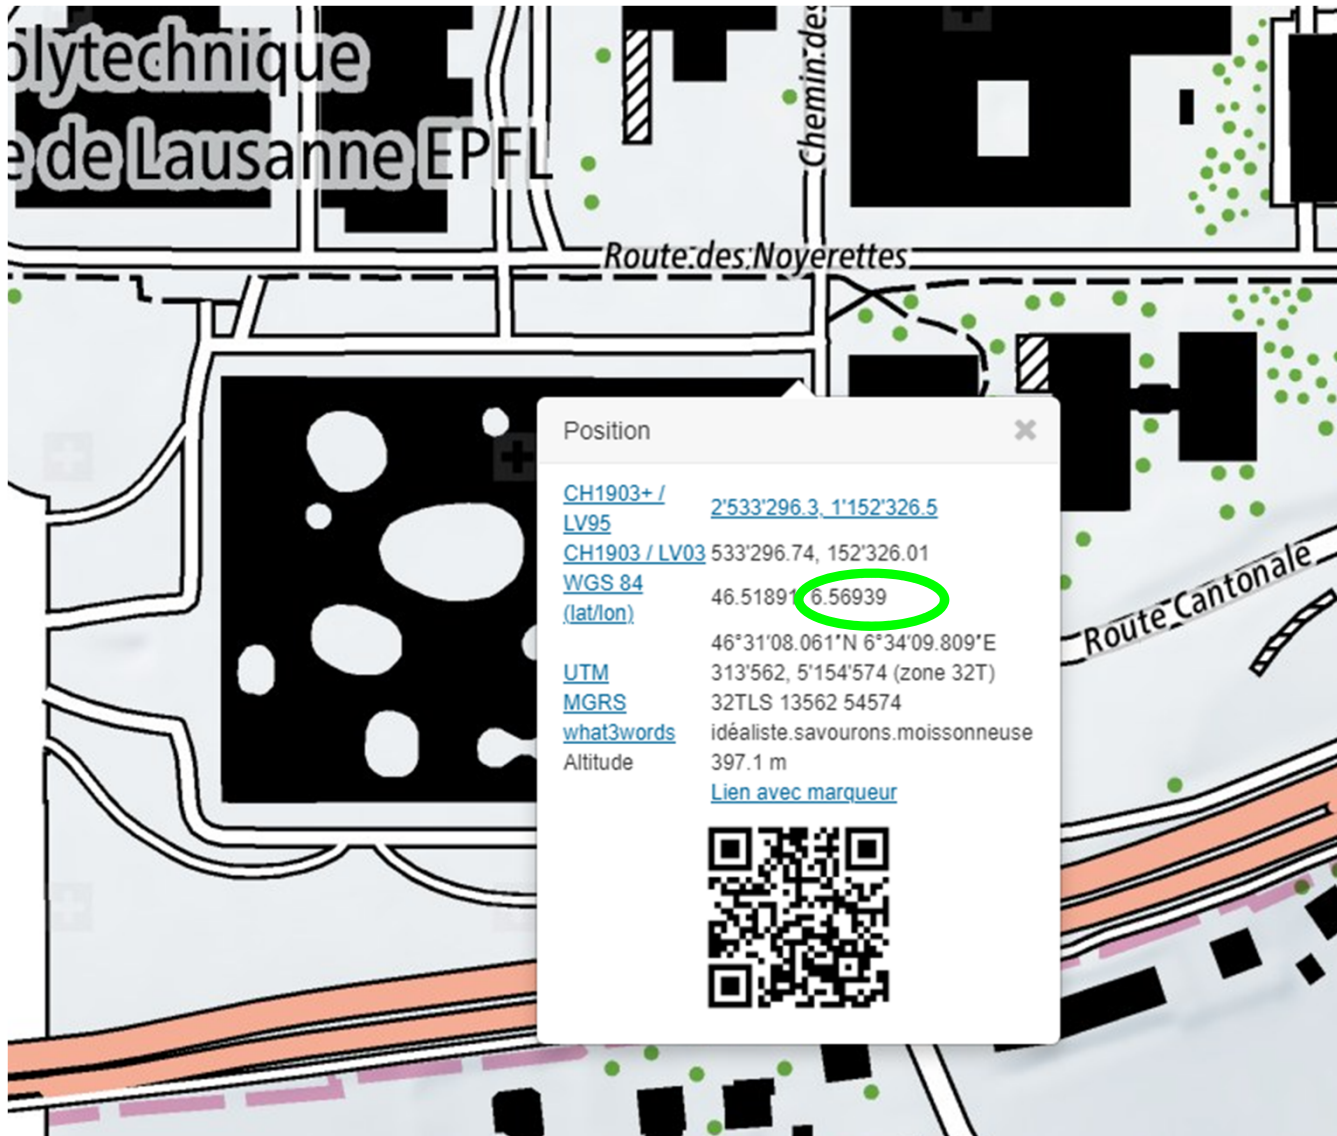 olytechnique
e de Lausanne EPFL
Chemin des
Route des Noyerettes
Position
CH1903+ / LV95 2'533'296.3, 1'152'326.5
CH1903 / LV03 533'296.74, 152'326.01
WGS 84 (lat/lon) 46.51891 6.56939
46°31'08.061"N 6°34'09.809"E
UTM 313'562, 5'154'574 (zone 32T)
MGRS 32TLS 13562 54574
what3words idéaliste.savourons.moissonneuse
Altitude 397.1 m
Lien avec marqueur
Route Cantonale